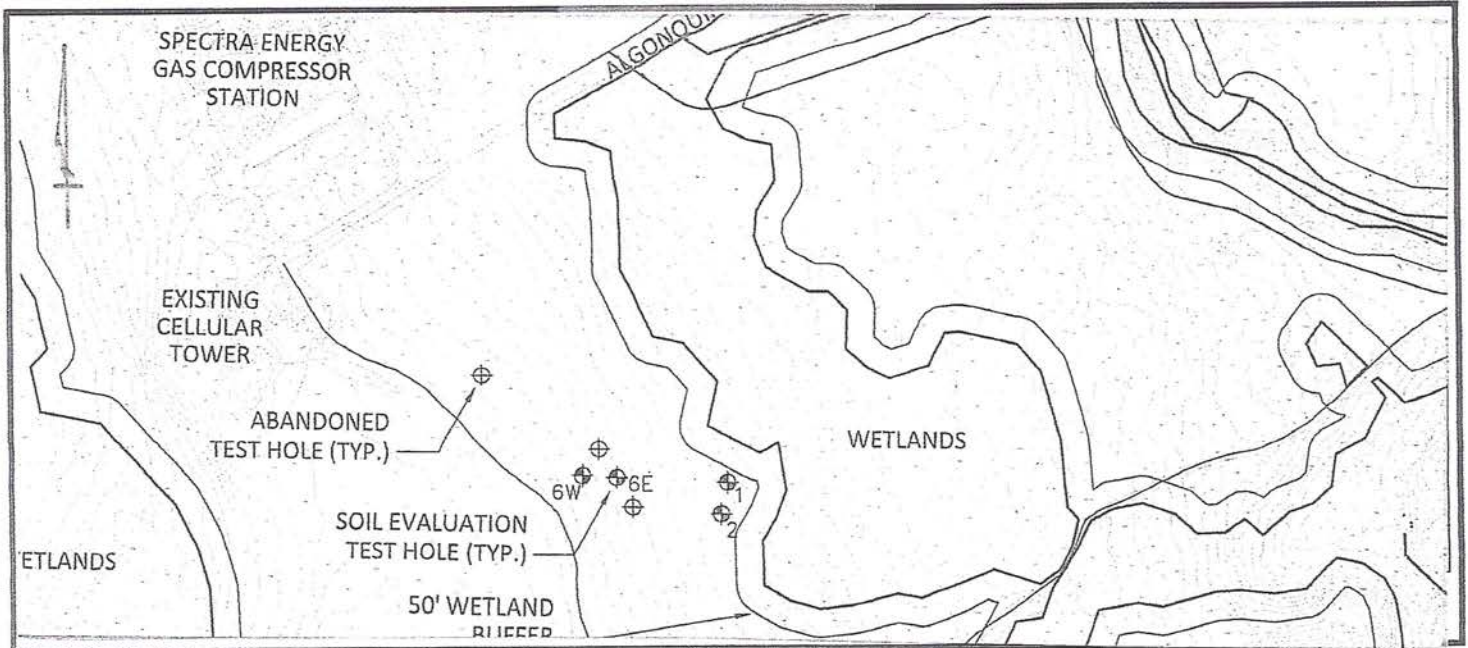 SPECTRA ENERGY
GAS COMPRESSOR
STATION
EXISTING
CELLULAR
TOWER
ABANDONED
TEST HOLE (TYP.)
6W
6E
1
2
WETLANDS
SOIL EVALUATION
TEST HOLE (TYP.)
ETLANDS
50' WETLAND
BUFFER